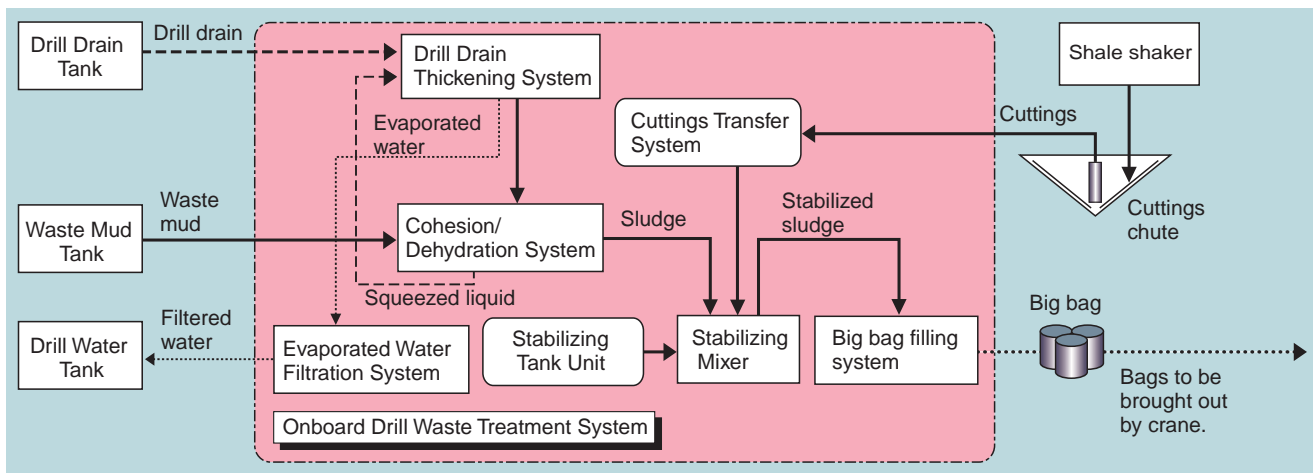 Drill Drain
Tank
Drill drain
Drill Drain
Thickening System
Shale shaker
Evaporated
water
Cuttings Transfer
System
Cuttings
Cuttings
chute
Waste Mud
Tank
Waste
mud
Cohesion/
Dehydration System
Sludge
Stabilized
sludge
Squeezed liquid
Drill Water
Tank
Filtered
water
Evaporated Water
Filtration System
Stabilizing
Tank Unit
Stabilizing
Mixer
Big bag filling
system
Big bag
Bags to be
brought out
by crane.
Onboard Drill Waste Treatment System